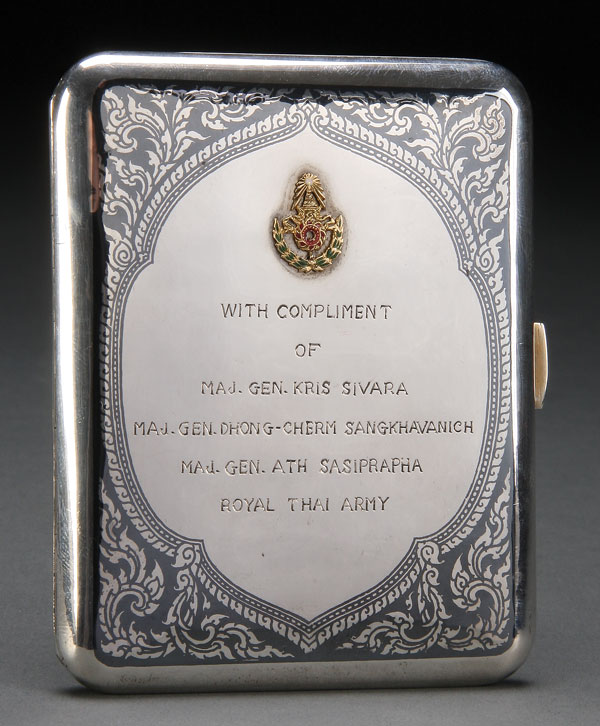 WITH COMPLIMENT
OF
MAJ. GEN. KRIS SIVARA
MAJ. GEN. DHONG-CHERM SANGKHAVANICH
MAJ. GEN. ATH SASIPRAPHA
ROYAL THAI ARMY